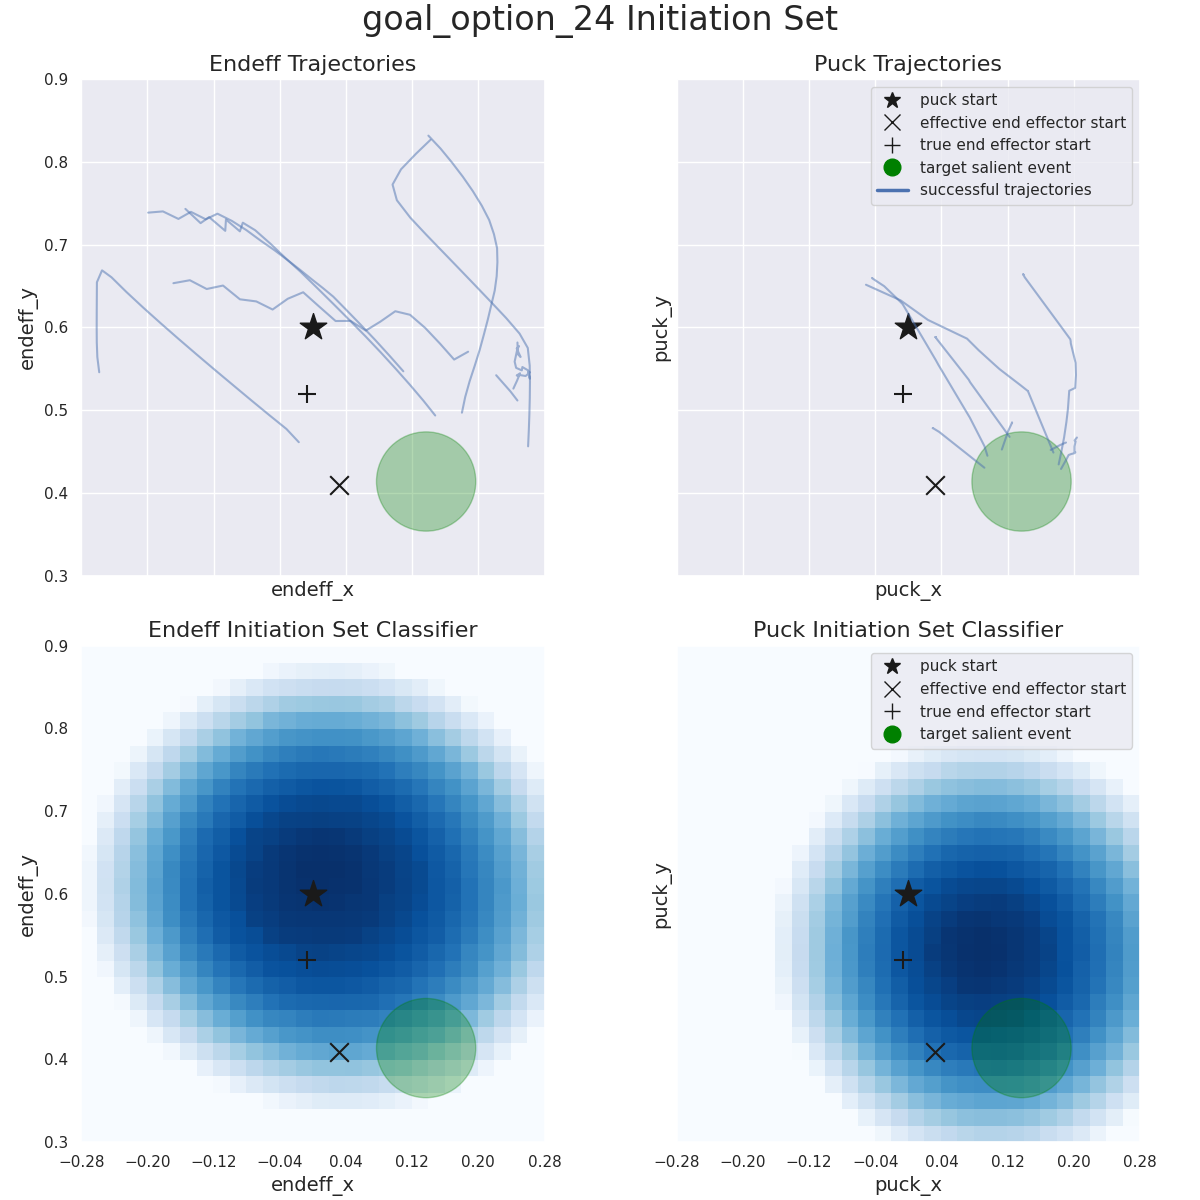 goal_option_24 Initiation Set
Endeff Trajectories
0.9
0.8
0.7
0.6
0.5
0.4
0.3
endeff_y
endeff_x
Puck Trajectories
puck start
effective end effector start
true end effector start
target salient event
successful trajectories
puck_y
puck_x
Endeff Initiation Set Classifier
0.9
0.8
0.7
0.6
0.5
0.4
0.3
endeff_y
−0.28 −0.20 −0.12 −0.04 0.04 0.12 0.20 0.28
endeff_x
Puck Initiation Set Classifier
puck start
effective end effector start
true end effector start
target salient event
puck_y
−0.28 −0.20 −0.12 −0.04 0.04 0.12 0.20 0.28
puck_x